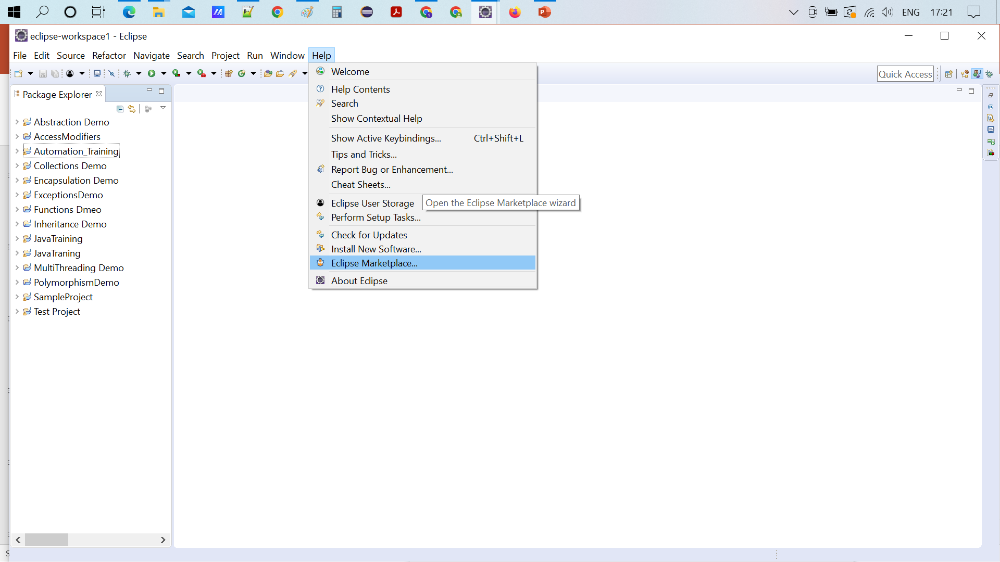 ENG
17:21
eclipse-workspace1 - Eclipse
File Edit Source Refactor Navigate Search Project Run Window Help
Quick Access
Package Explorer
Abstraction Demo
AccessModifiers
Automation_Training
Collections Demo
Encapsulation Demo
ExceptionsDemo
Functions Dmeo
Inheritance Demo
JavaTraining
JavaTraning
MultiThreading Demo
PolymorphismDemo
SampleProject
Test Project
Welcome
Help Contents
Search
Show Contextual Help
Show Active Keybindings... Ctrl+Shift+L
Tips and Tricks...
Report Bug or Enhancement...
Cheat Sheets...
Eclipse User Storage
Open the Eclipse Marketplace wizard
Perform Setup Tasks...
Check for Updates
Install New Software...
Eclipse Marketplace...
About Eclipse